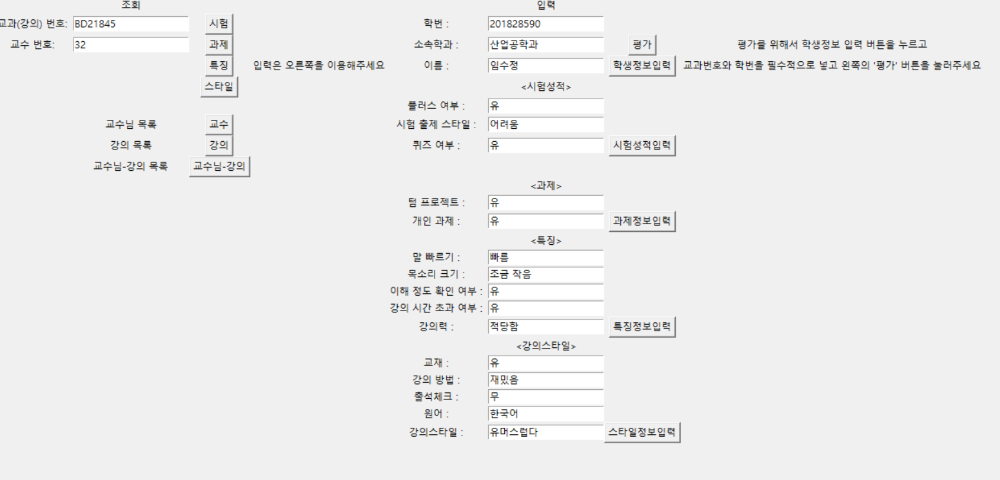 조회 입력
교과(강의) 번호: BD21845 시험 학번 : 201828590
교수 번호: 32 과제 소속학과 : 산업공학과 평가 평가를 위해서 학생정보 입력 버튼을 누르고
특징 입력은 오른쪽을 이용해주세요 이름 : 임수정 학생정보입력 교과번호와 학번을 필수적으로 넣고 왼쪽의 '평가' 버튼을 눌러주세요
스타일 <시험성적>
플러스 여부 : 유
교수님 목록 교수 시험 출제 스타일 : 어려움
강의 목록 강의 퀴즈 여부 : 유 시험성적입력
교수님-강의 목록 교수님-강의
<과제>
텀 프로젝트 : 유
개인 과제 : 유 과제정보입력
<특징>
말 빠르기 : 빠름
목소리 크기 : 조금 작음
이해 정도 확인 여부 : 유
강의 시간 초과 여부 : 유
강의력 : 적당함 특징정보입력
<강의스타일>
교재 : 유
강의 방법 : 재밌음
출석체크 : 무
원어 : 한국어
강의스타일 : 유머스럽다 스타일정보입력